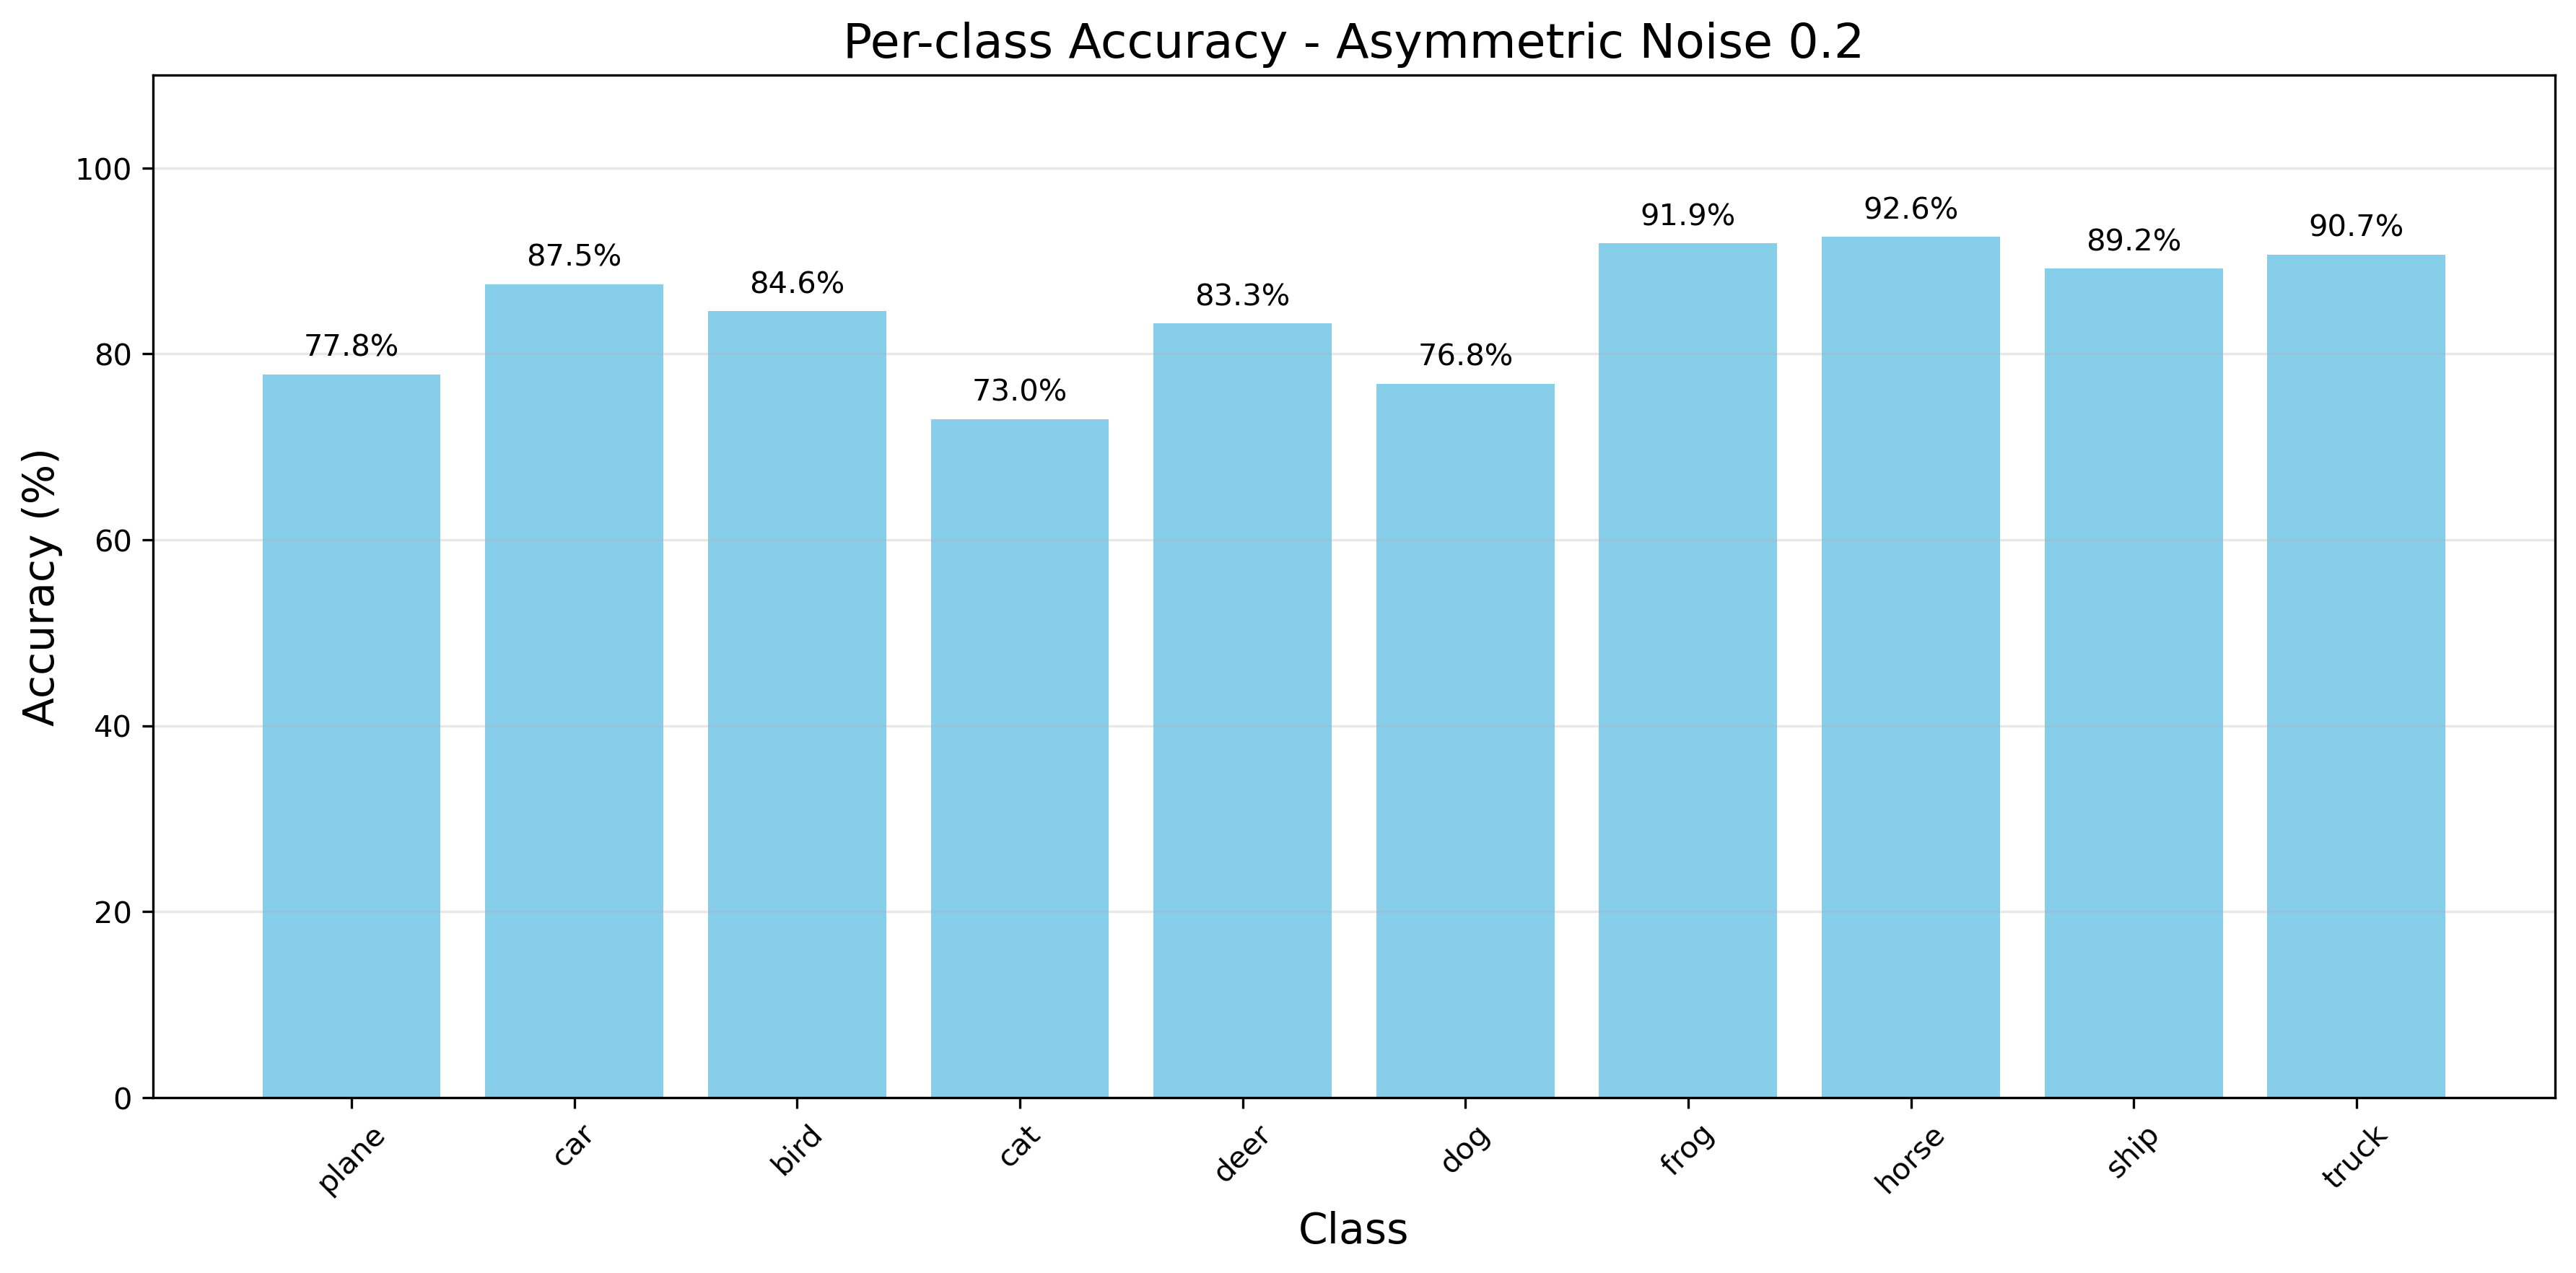 Per-class Accuracy - Asymmetric Noise 0.2
Accuracy (%)
100
80
60
40
20
0
77.8%
87.5%
84.6%
73.0%
83.3%
76.8%
91.9%
92.6%
89.2%
90.7%
plane
car
bird
cat
deer
dog
frog
horse
ship
truck
Class